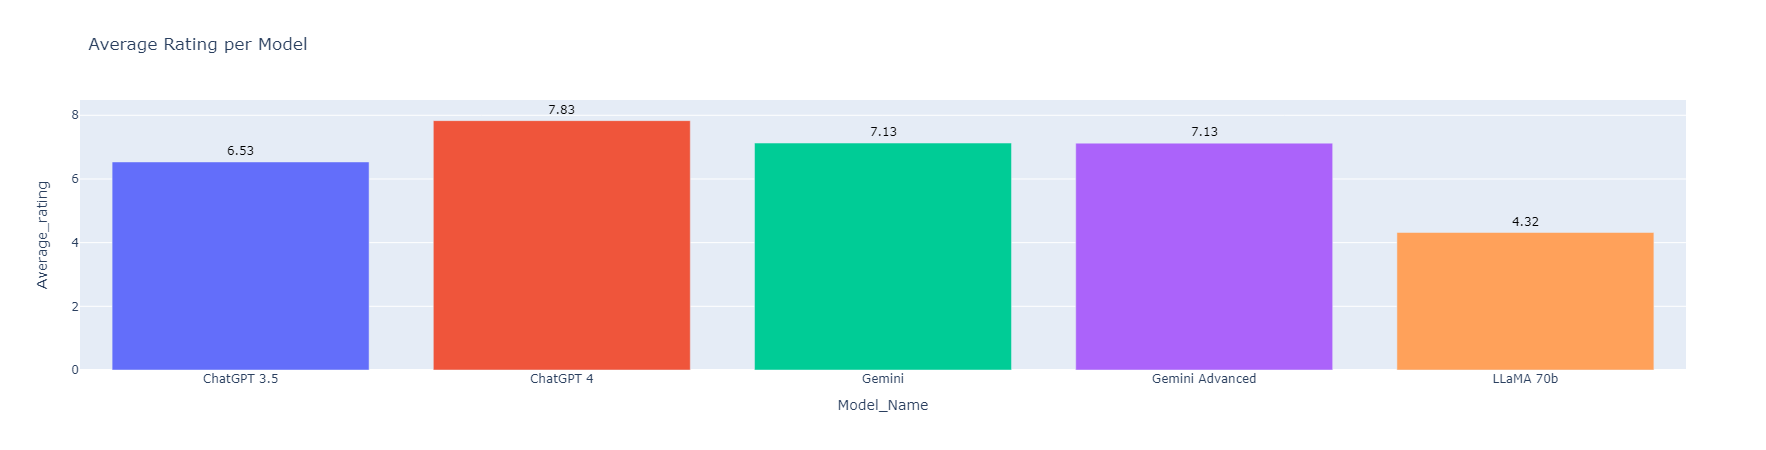 Average Rating per Model
Average_rating
8
6
4
2
0
6.53
7.83
7.13
7.13
4.32
ChatGPT 3.5
ChatGPT 4
Gemini
Gemini Advanced
LLaMA 70b
Model_Name